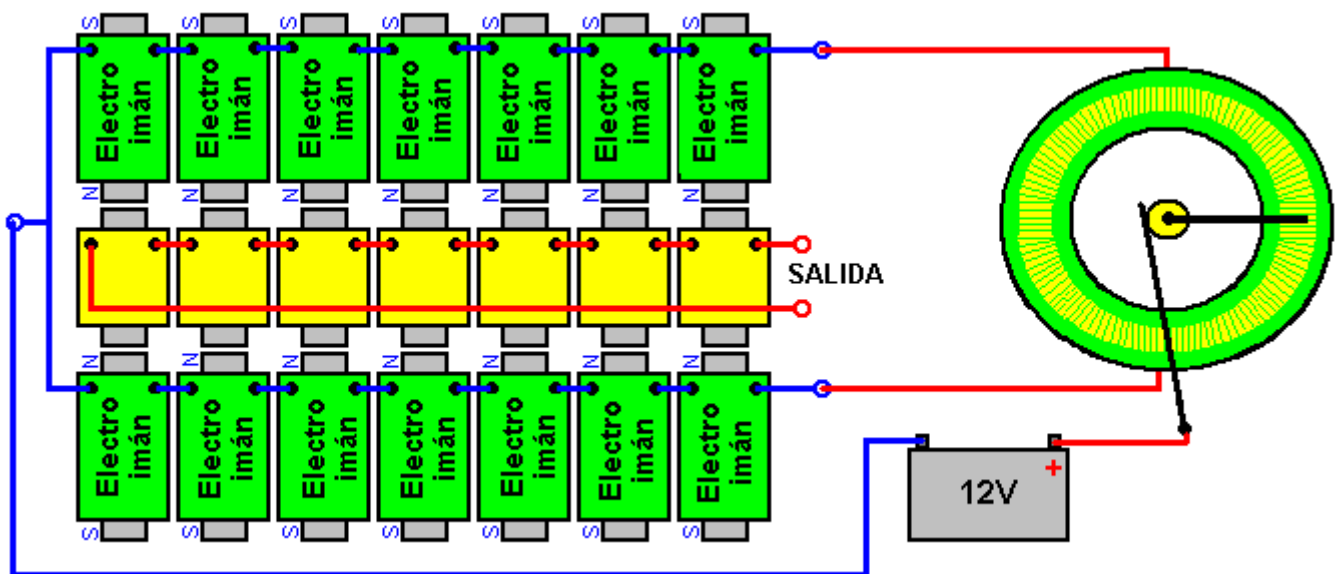 S S S S S S S
Electro imán Electro imán Electro imán Electro imán Electro imán Electro imán Electro imán
N N N N N N N
SALIDA
N N N N N N N
Electro imán Electro imán Electro imán Electro imán Electro imán Electro imán Electro imán
S S S S S S S
+
12V